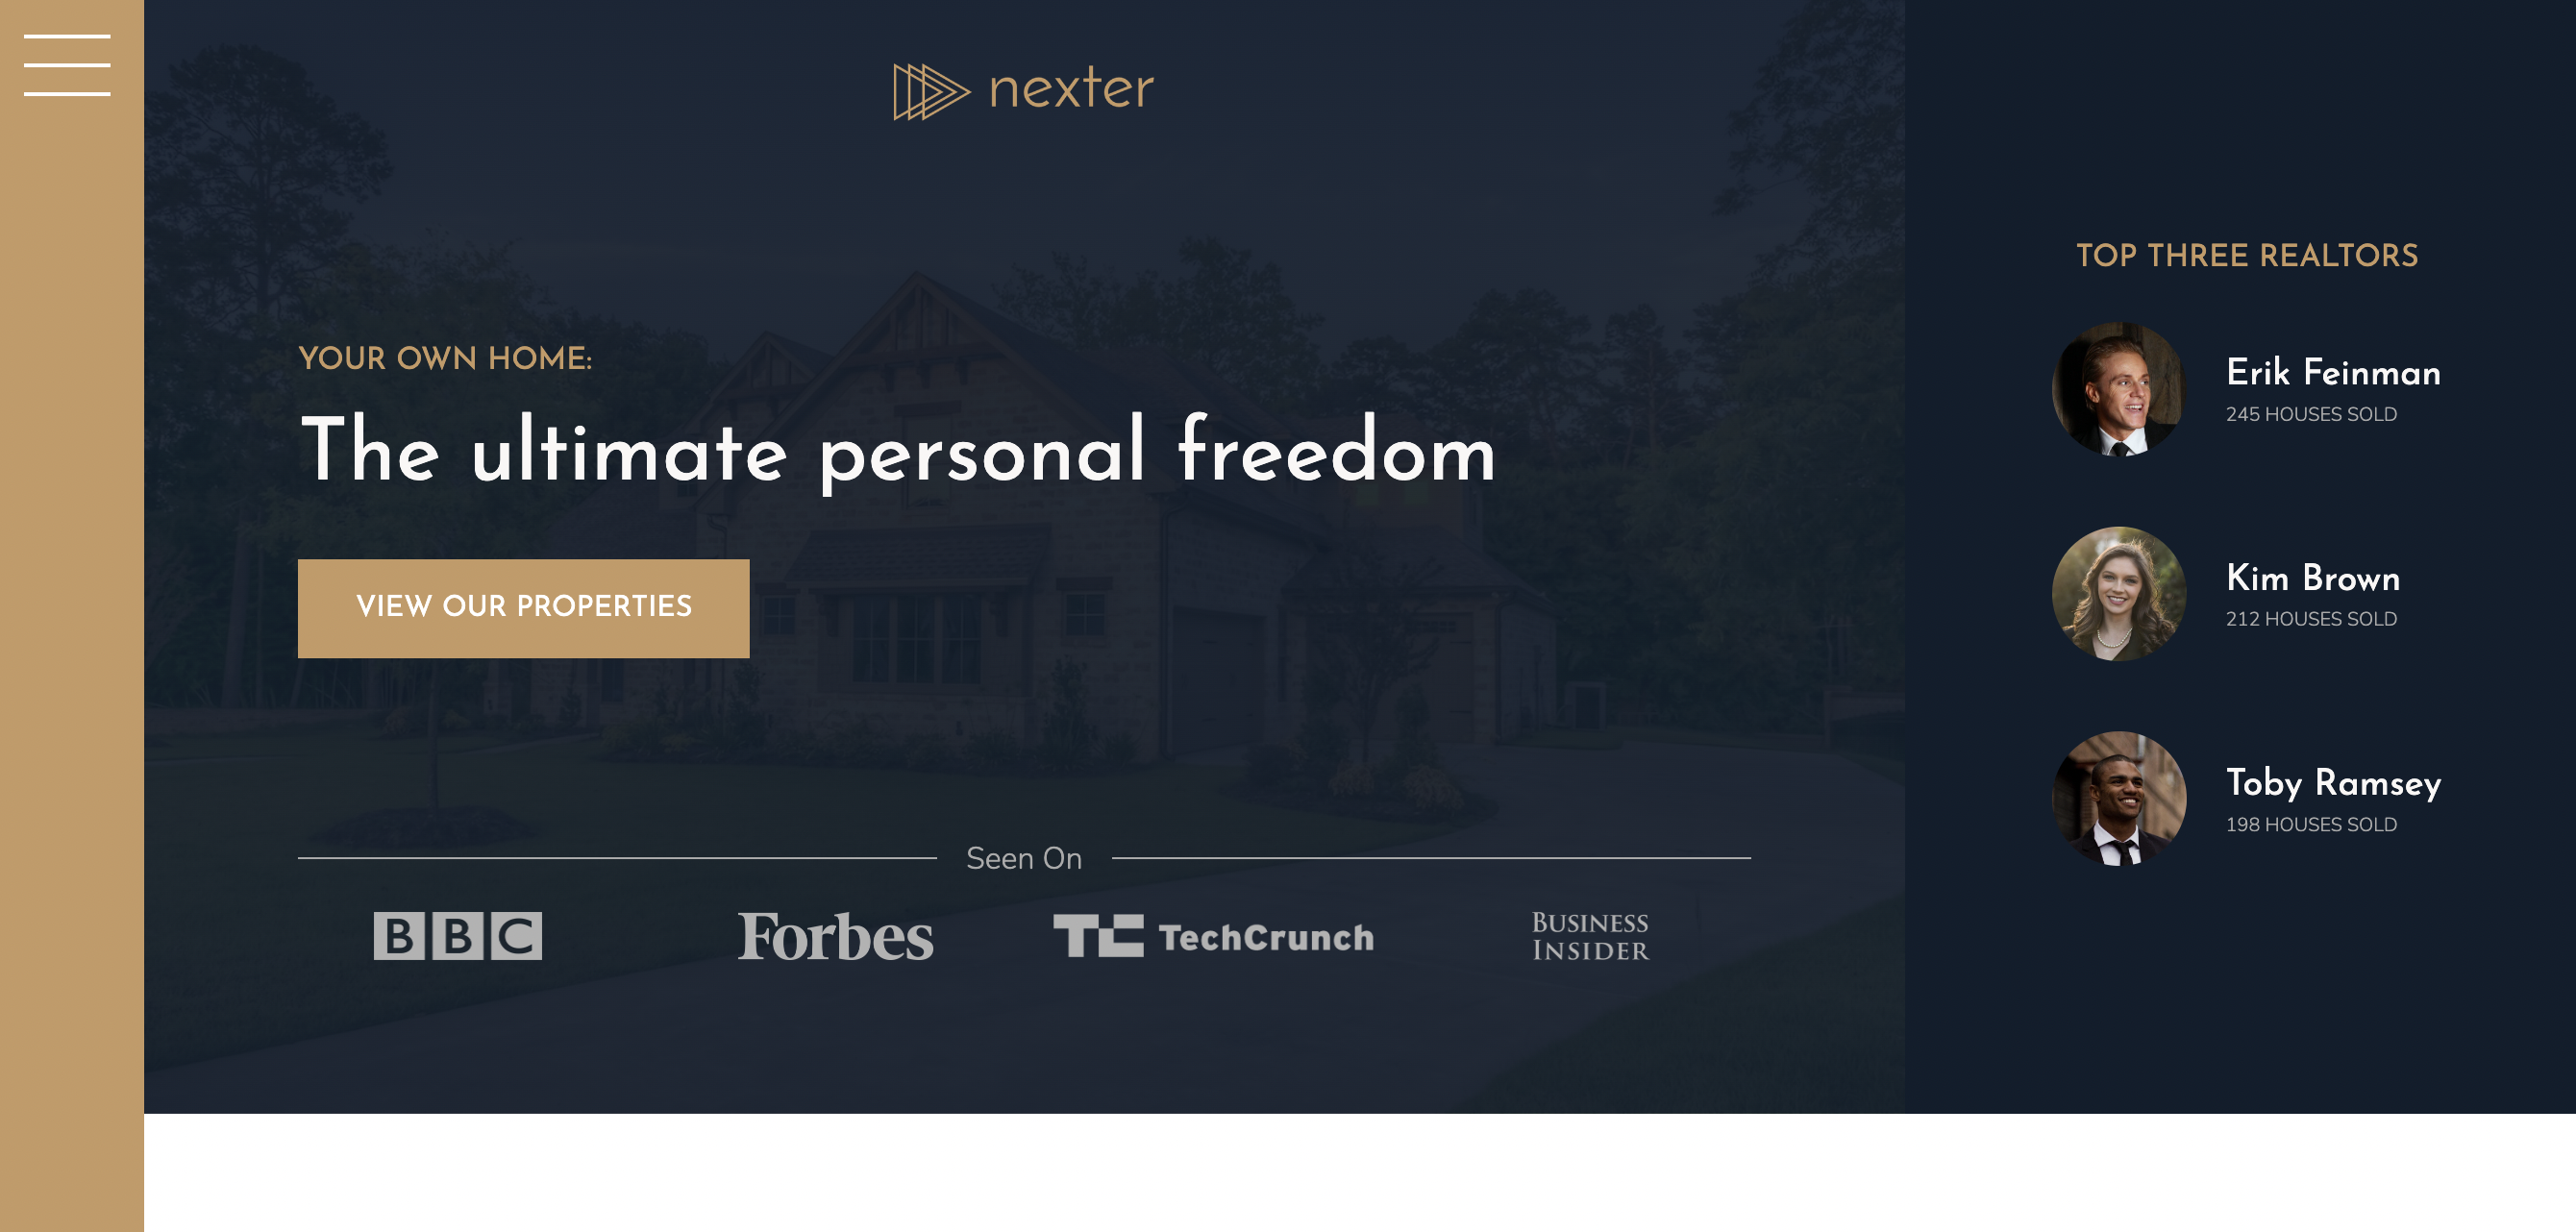 nexter
YOUR OWN HOME:
The ultimate personal freedom
VIEW OUR PROPERTIES
Seen On
BBC
Forbes
TC TechCrunch
BUSINESS
INSIDER
TOP THREE REALTORS
Erik Feinman
245 HOUSES SOLD
Kim Brown
212 HOUSES SOLD
Toby Ramsey
198 HOUSES SOLD